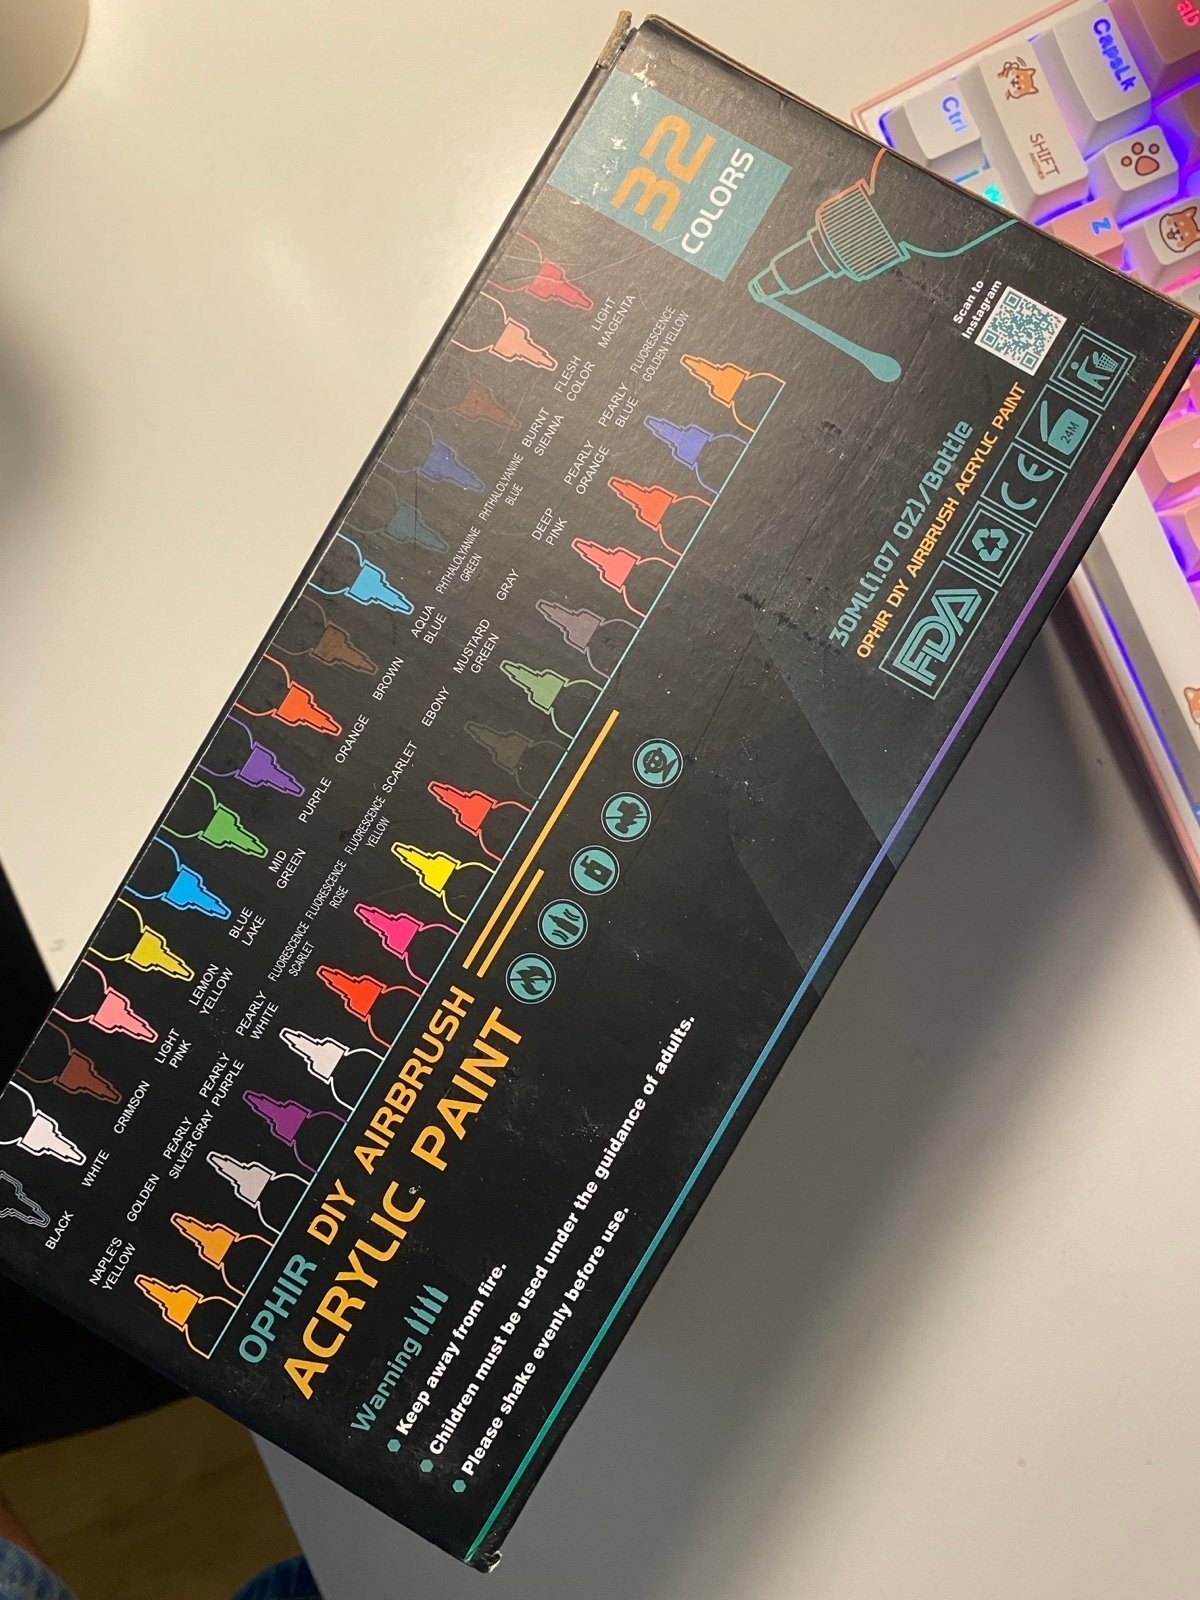 32
COLORS
BLACK
WHITE
CRIMSON
LIGHT
PINK
LEMON
YELLOW
BLUE
LAKE
MID
GREEN
PURPLE
ORANGE
BROWN
AQUA
BLUE
PHTHALOLYANINE
GREEN
PHTHALOLYANINE
BLUE
BURNT
SIENNA
FLESH
COLOR
LIGHT
MAGENTA
NAPLE'S
YELLOW
GOLDEN
PEARLY
SILVER GRAY
PEARLY
PURPLE
PEARLY
WHITE
FLUORESCENCE
SCARLET
FLUORESCENCE
ROSE
FLUORESCENCE
YELLOW
SCARLET
EBONY
MUSTARD
GREEN
GRAY
DEEP
PINK
PEARLY
ORANGE
PEARLY
BLUE
FLUORESCENCE
GOLDEN YELLOW
OPHIR DIY AIRBRUSH
ACRYLIC PAINT
Warning
Keep away from fire.
Children must be used under the guidance of adults.
Please shake evenly before use.
30ML(1.07 OZ)/Bottle
OPHIR DIY AIRBRUSH ACRYLIC PAINT
FDA
CE
24M
Scan to
Instagram
Ctrl
SHIFT
CapsLk
Z
W